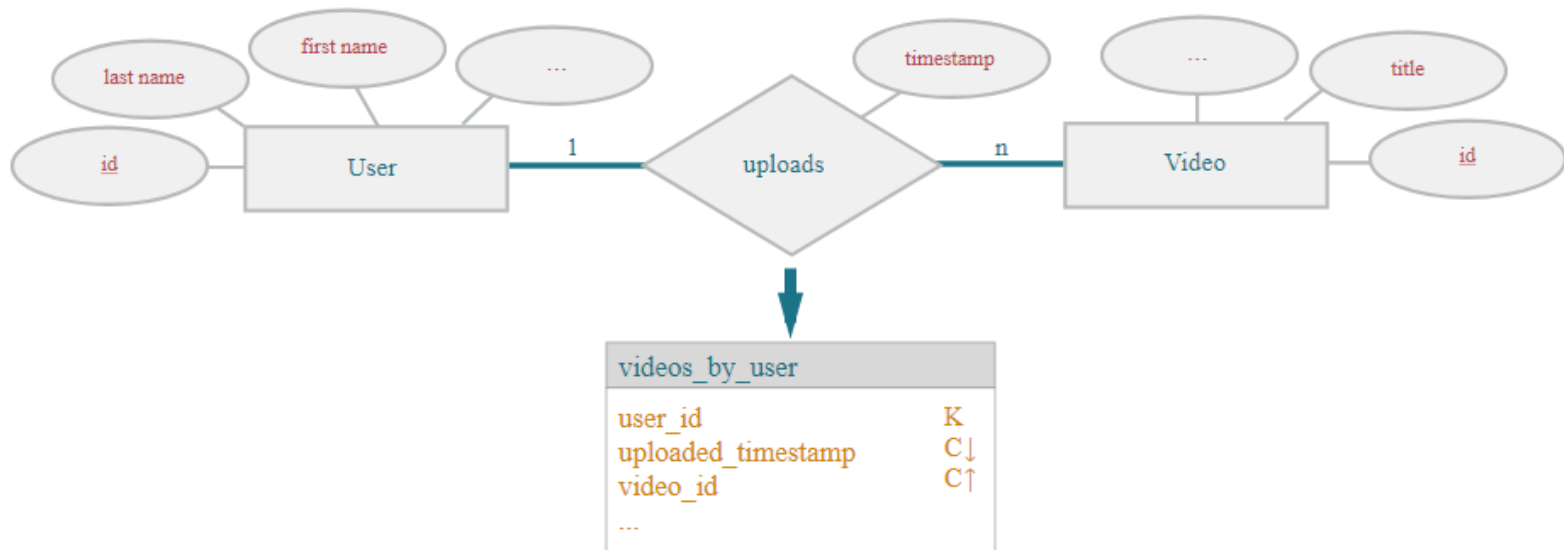 first name
...
timestamp
...
title
last name
id
User
1
uploads
n
Video
id
videos_by_user
user_id K
uploaded_timestamp C↓
video_id C↑
...